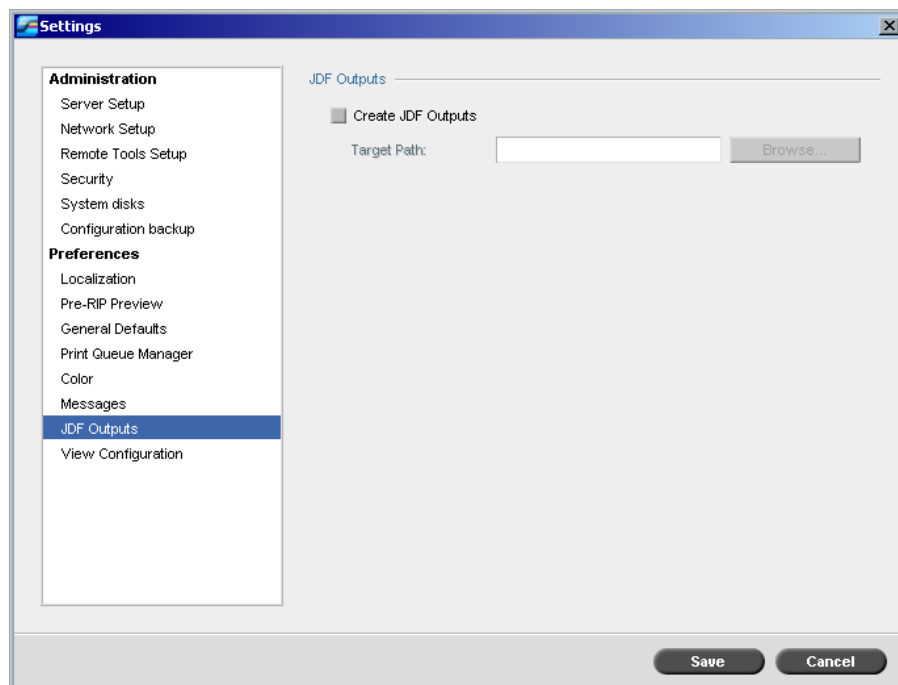 Settings
Administration
Server Setup
Network Setup
Remote Tools Setup
Security
System disks
Configuration backup
Preferences
Localization
Pre-RIP Preview
General Defaults
Print Queue Manager
Color
Messages
JDF Outputs
View Configuration
JDF Outputs
Create JDF Outputs
Target Path:
Browse...
Save
Cancel